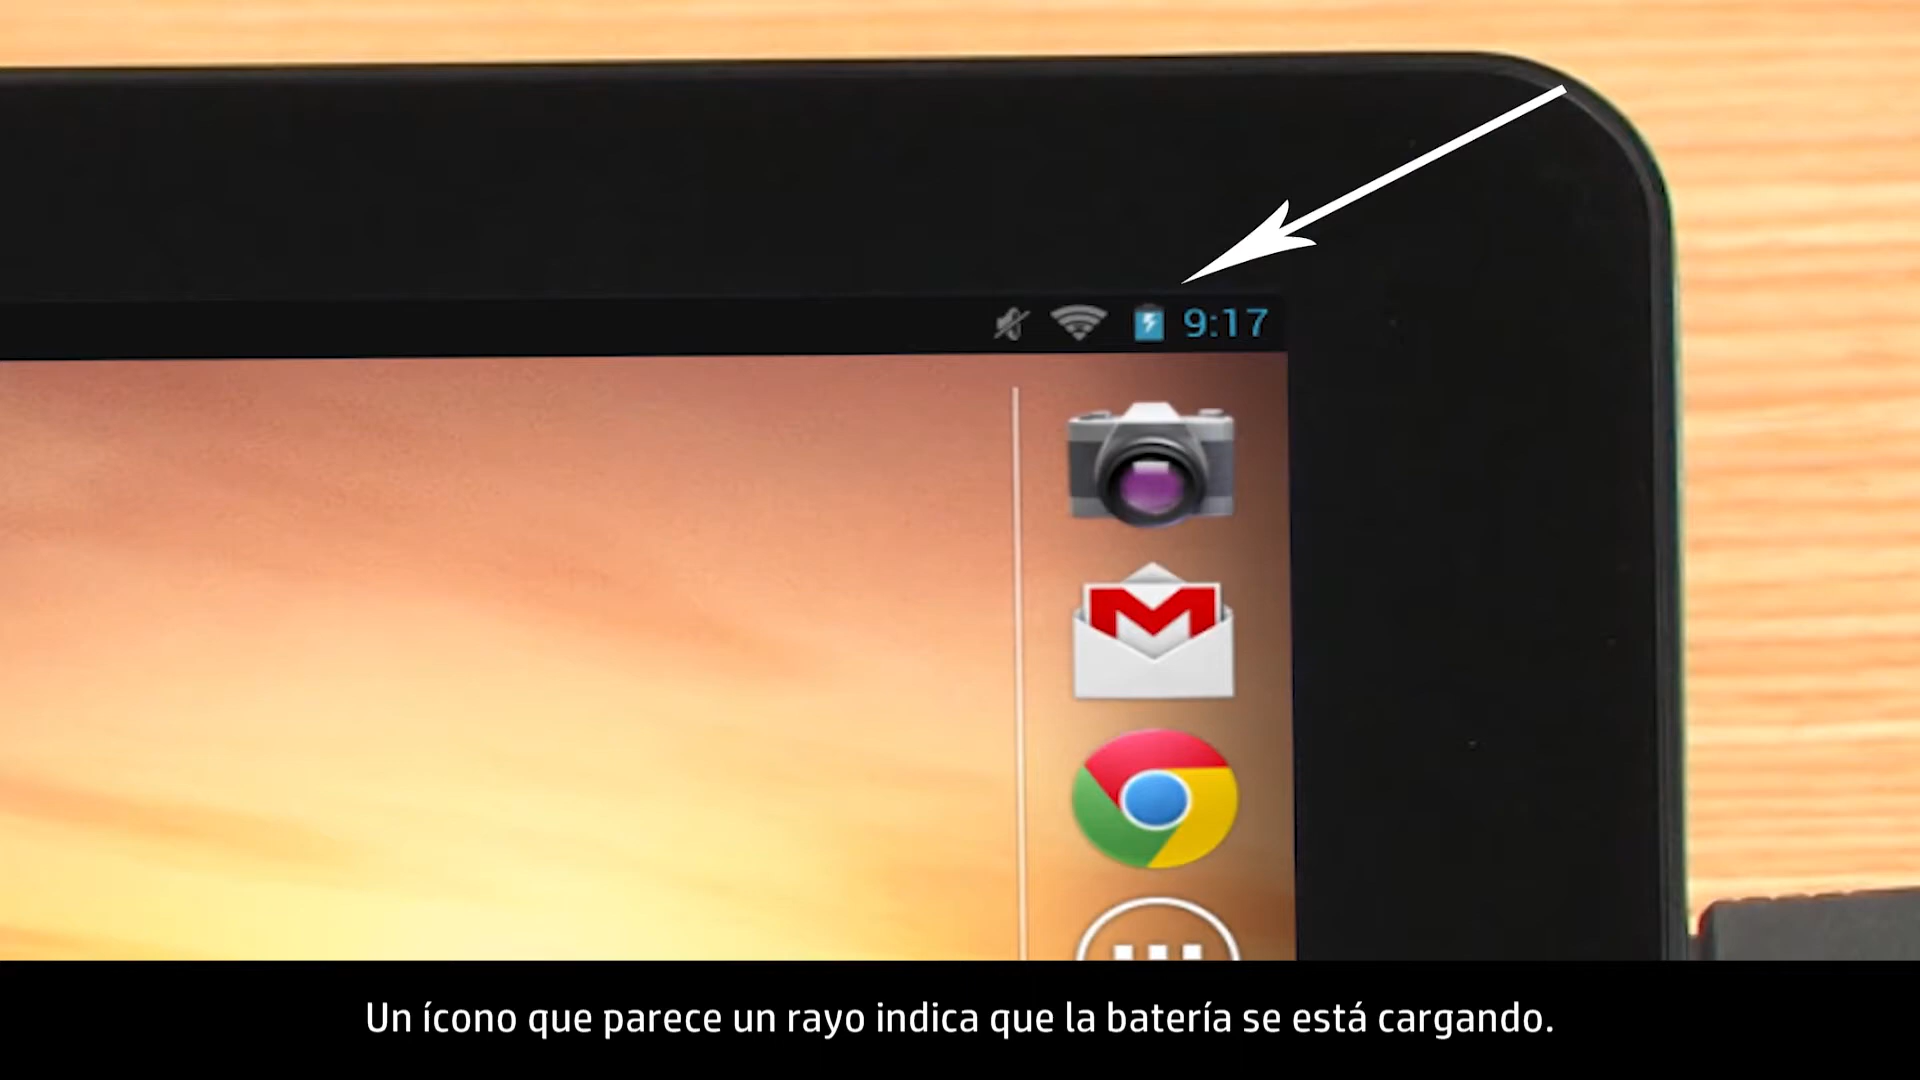 9:17
Un ícono que parece un rayo indica que la batería se está cargando.